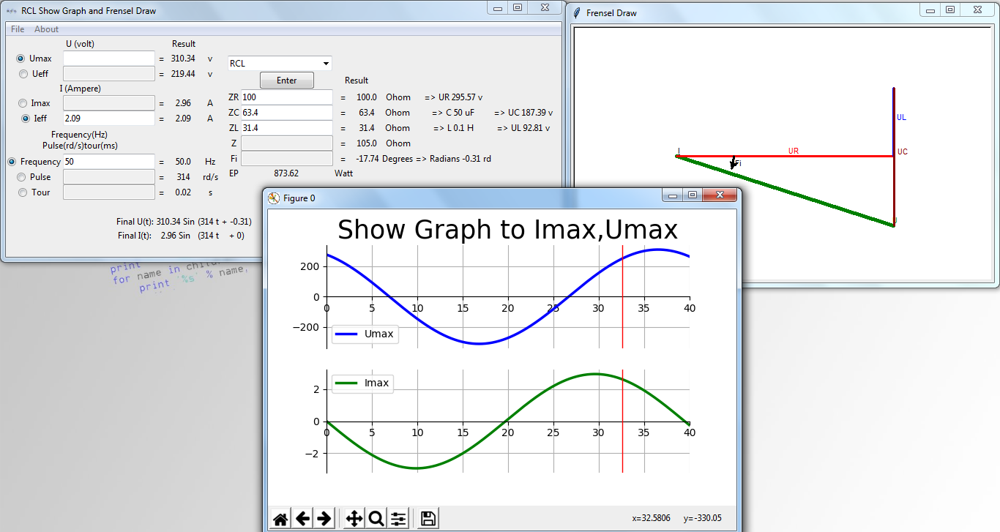 RCL Show Graph and Frensel Draw
File About
U (volt) Result
Umax = 310.34 v
Ueff = 219.44 v
I (Ampere)
Imax = 2.96 A
Ieff 2.09 = 2.09 A
Frequency(Hz)
Pulse(rd/s)tour(ms)
Frequency 50 = 50.0 Hz
Pulse = 314 rd/s
Tour = 0.02 s
Final U(t): 310.34 Sin (314 t + -0.31)
Final I(t): 2.96 Sin (314 t + 0)
RCL
Enter Result
ZR 100 = 100.0 Ohom => UR 295.57 v
ZC 63.4 = 63.4 Ohom => C 50 uF => UC 187.39 v
ZL 31.4 = 31.4 Ohom => L 0.1 H => UL 92.81 v
Z = 105.0 Ohom
Fi = -17.74 Degrees => Radians -0.31 rd
EP 873.62 Watt
Frensel Draw
UL
I UR UC
Fi
print
for name in
print '%s' % name,
Figure 0
Show Graph to Imax,Umax
200
0
0 5 10 15 20 25 30 35 40
−200
Umax
Imax
2
0
0 5 10 15 20 25 30 35 40
−2
x=32.5806 y=-330.05